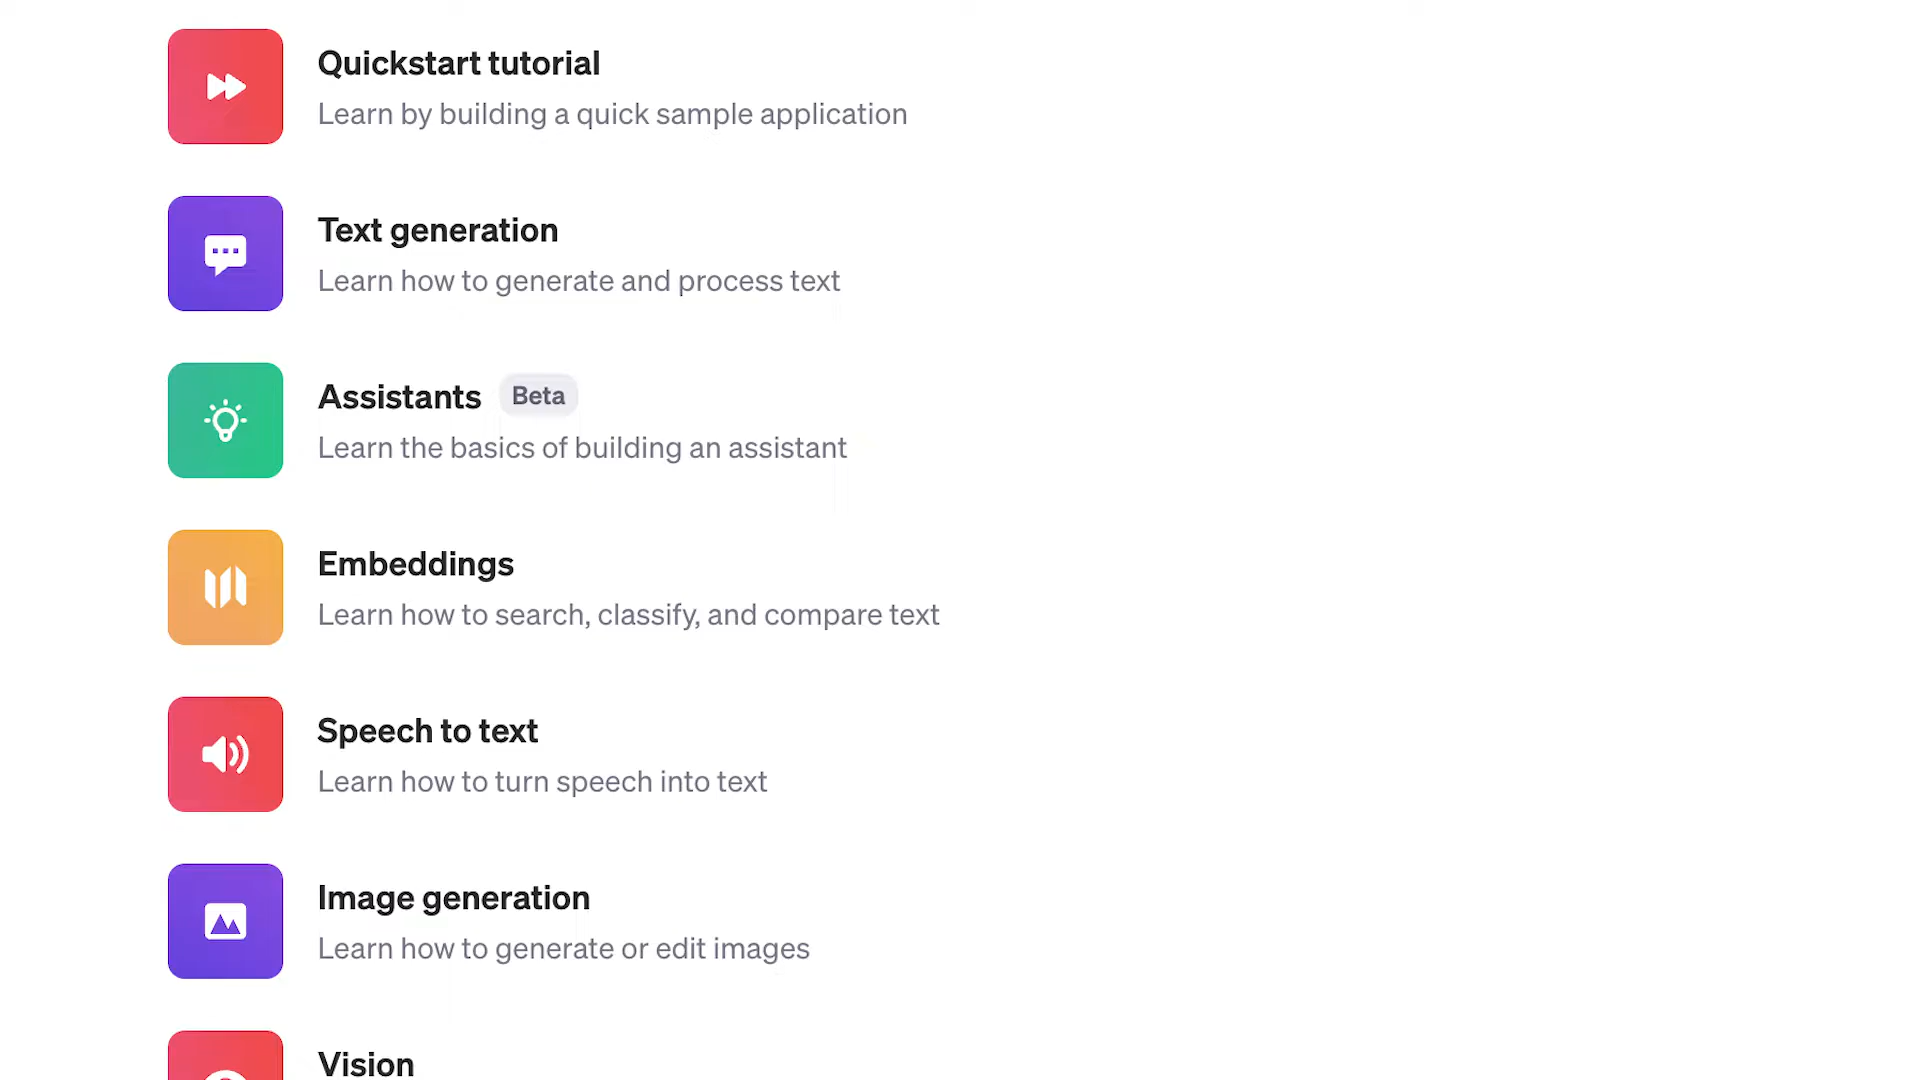 Quickstart tutorial
Learn by building a quick sample application
Text generation
Learn how to generate and process text
Assistants Beta
Learn the basics of building an assistant
Embeddings
Learn how to search, classify, and compare text
Speech to text
Learn how to turn speech into text
Image generation
Learn how to generate or edit images
Vision